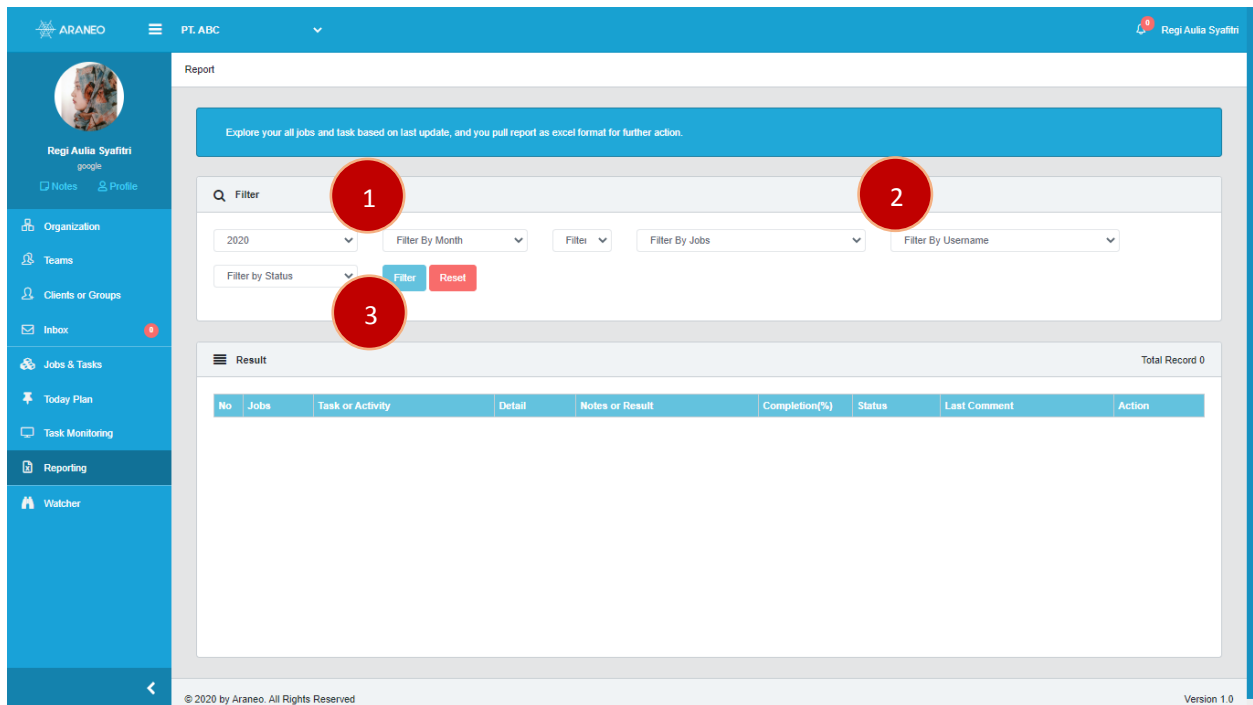 ARANEO PT. ABC 0 Regi Aulia Syafitri
Report
Regi Aulia Syafitri
google
Notes Profile
Organization
Teams
Clients or Groups
Inbox 0
Jobs & Tasks
Today Plan
Task Monitoring
Reporting
Watcher
Explore your all jobs and task based on last update, and you pull report as excel format for further action.
Filter
1
2
2020 Filter By Month Filter Filter By Jobs Filter By Username
Filter by Status Filter Reset
3
Result Total Record 0
No Jobs Task or Activity Detail Notes or Result Completion(%) Status Last Comment Action
© 2020 by Araneo. All Rights Reserved Version 1.0